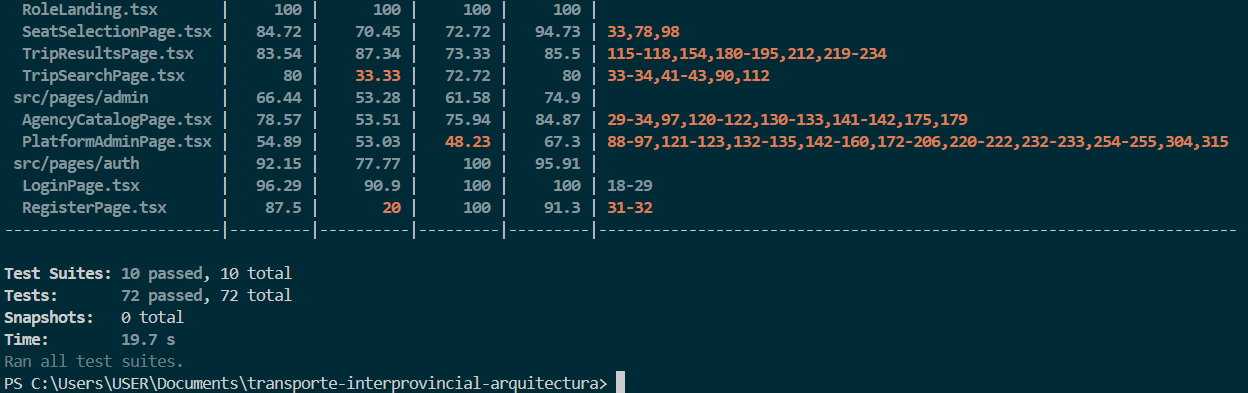 RoleLanding.tsx | 100 | 100 | 100 | 100 |
SeatSelectionPage.tsx | 84.72 | 70.45 | 72.72 | 94.73 | 33,78,98
TripResultsPage.tsx | 83.54 | 87.34 | 73.33 | 85.5 | 115-118,154,180-195,212,219-234
TripSearchPage.tsx | 80 | 33.33 | 72.72 | 80 | 33-34,41-43,90,112
src/pages/admin | 66.44 | 53.28 | 61.58 | 74.9 |
AgencyCatalogPage.tsx | 78.57 | 53.51 | 75.94 | 84.87 | 29-34,97,120-122,130-133,141-142,175,179
PlatformAdminPage.tsx | 54.89 | 53.03 | 48.23 | 67.3 | 88-97,121-123,132-135,142-160,172-206,220-222,232-233,254-255,304,315
src/pages/auth | 92.15 | 77.77 | 100 | 95.91 |
LoginPage.tsx | 96.29 | 90.9 | 100 | 100 | 18-29
RegisterPage.tsx | 87.5 | 20 | 100 | 91.3 | 31-32
-----------------------|---------|----------|---------|---------|--------------------------------------------------------------------
Test Suites: 10 passed, 10 total
Tests: 72 passed, 72 total
Snapshots: 0 total
Time: 19.7 s
Ran all test suites.
PS C:\Users\USER\Documents\transporte-interprovincial-arquitectura>